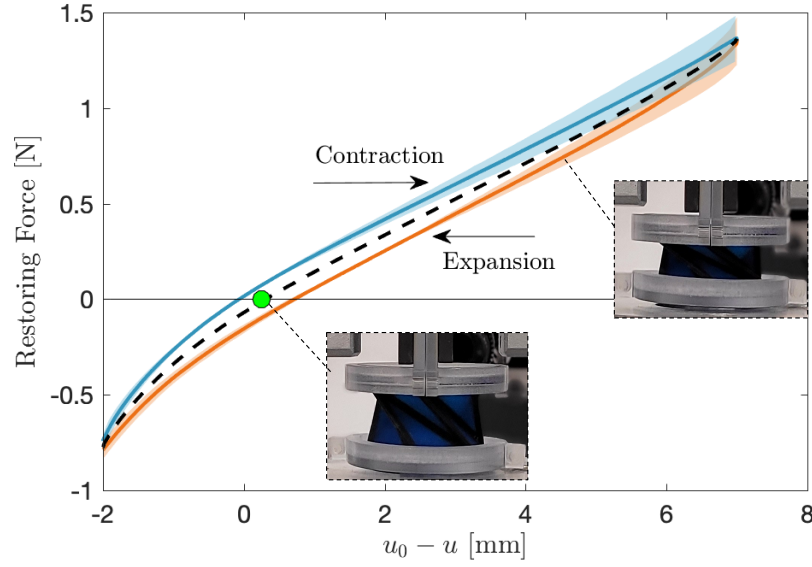 1.5
1
0.5
0
-0.5
-1
Restoring Force [N]
Contraction
Expansion
-2 0 2 4 6 8
u₀ − u [mm]